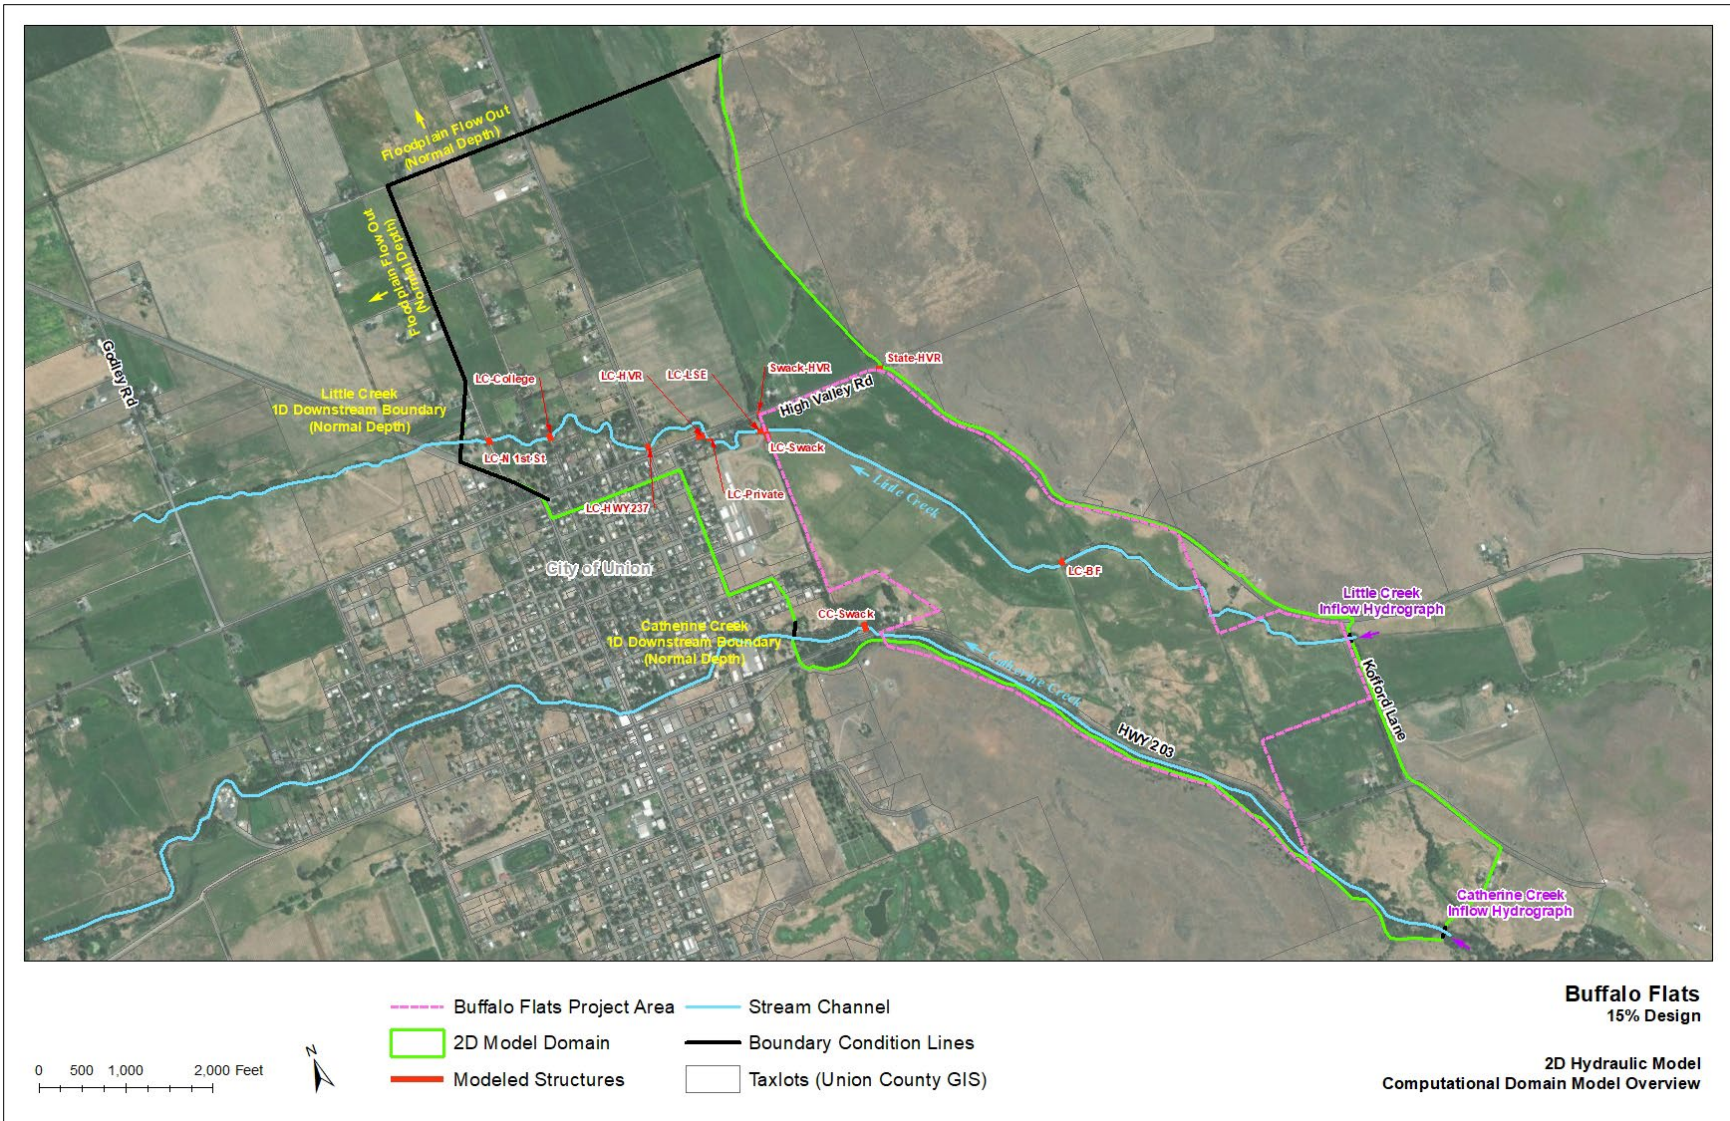 Floodplain Flow Out
(Normal Depth)
Floodplain Flow Out
(Normal Depth)
Godley Rd
Little Creek
1D Downstream Boundary
(Normal Depth)
LC-College
LC-HVR
LC-LSE
Swack-HVR
State-HVR
High Valley Rd
LC-N 1st St
LC-Swack
LC-Private
LC-HWY237
Little Creek
City of Union
LC-BF
Little Creek
Inflow Hydrograph
CC-Swack
Catherine Creek
1D Downstream Boundary
(Normal Depth)
Catherine Creek
Kofford Lane
HWY 203
Catherine Creek
Inflow Hydrograph
Buffalo Flats Project Area
2D Model Domain
Modeled Structures
Stream Channel
Boundary Condition Lines
Taxlots (Union County GIS)
N
0 500 1,000 2,000 Feet
Buffalo Flats
15% Design
2D Hydraulic Model
Computational Domain Model Overview